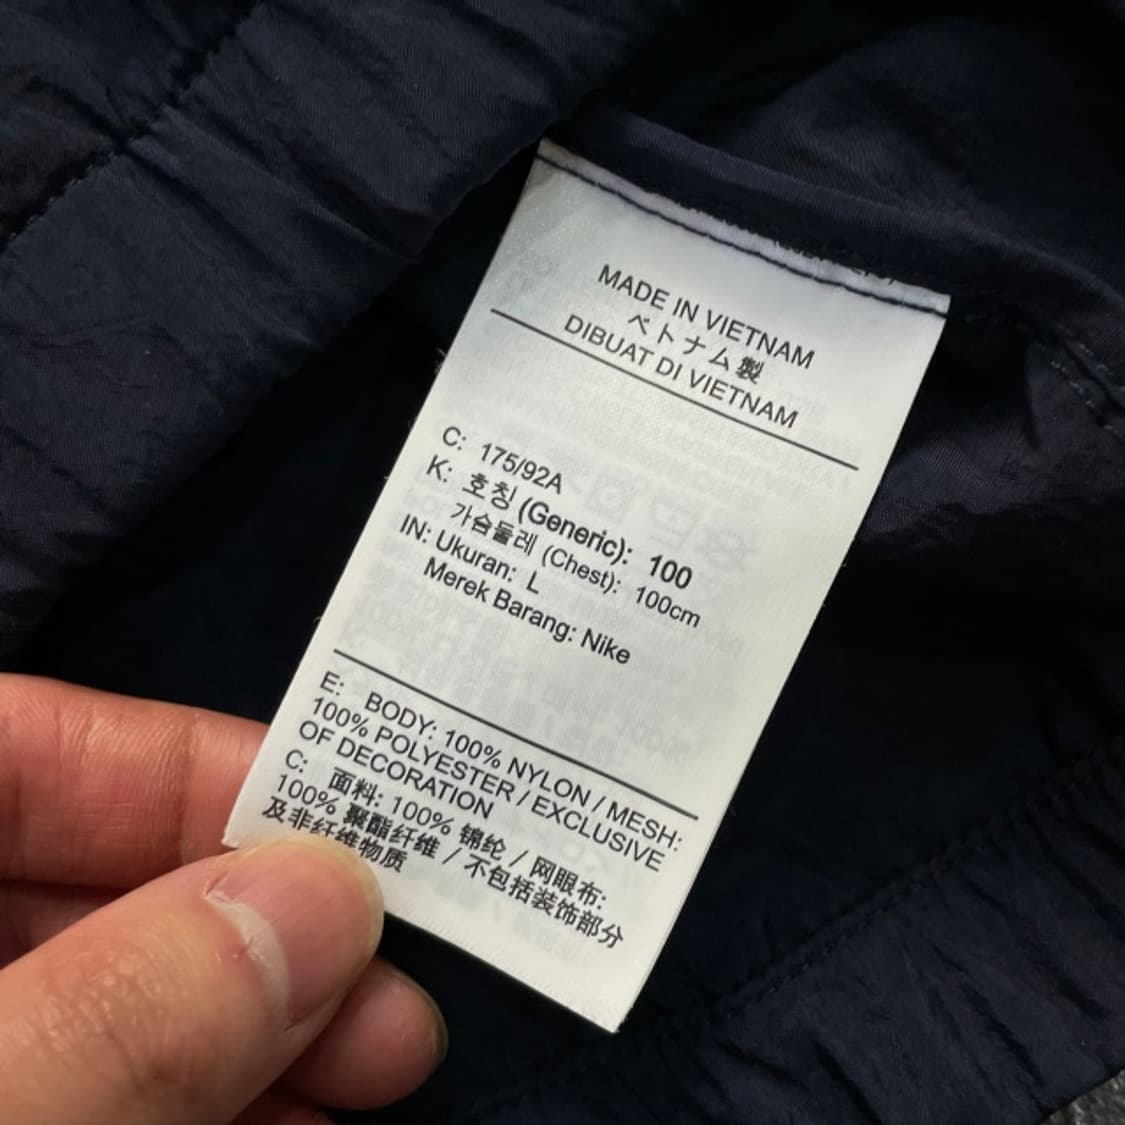 MADE IN VIETNAM
ベトナム製
DIBUAT DI VIETNAM
C: 175/92A
K: 호칭 (Generic): 100
가슴둘레 (Chest): 100cm
IN: Ukuran: L
Merek Barang: Nike
E: BODY: 100% NYLON / MESH:
100% POLYESTER / EXCLUSIVE
OF DECORATION
C: 面料: 100% 锦纶 / 网眼布:
100% 聚酯纤维 / 不包括装饰部分
及非纤维物质